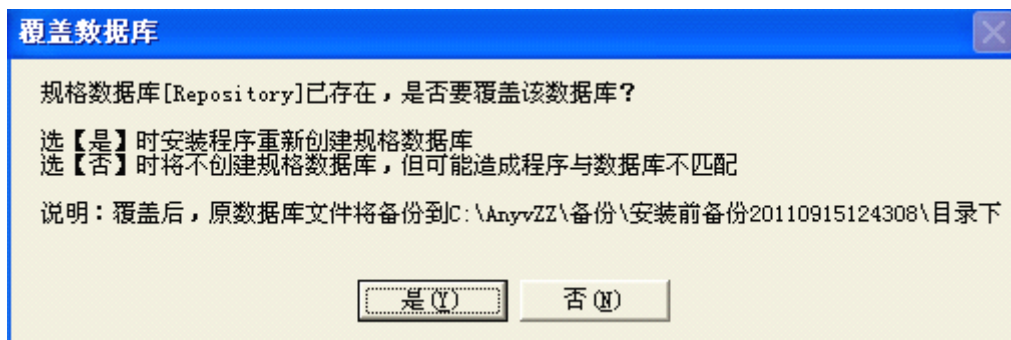 覆盖数据库
规格数据库[Repository]已存在，是否要覆盖该数据库？
选【是】时安装程序重新创建规格数据库
选【否】时将不创建规格数据库，但可能造成程序与数据库不匹配
说明：覆盖后，原数据库文件将备份到C:\AnyvZZ\备份\安装前备份20110915124308\目录下
是(Y)
否(N)